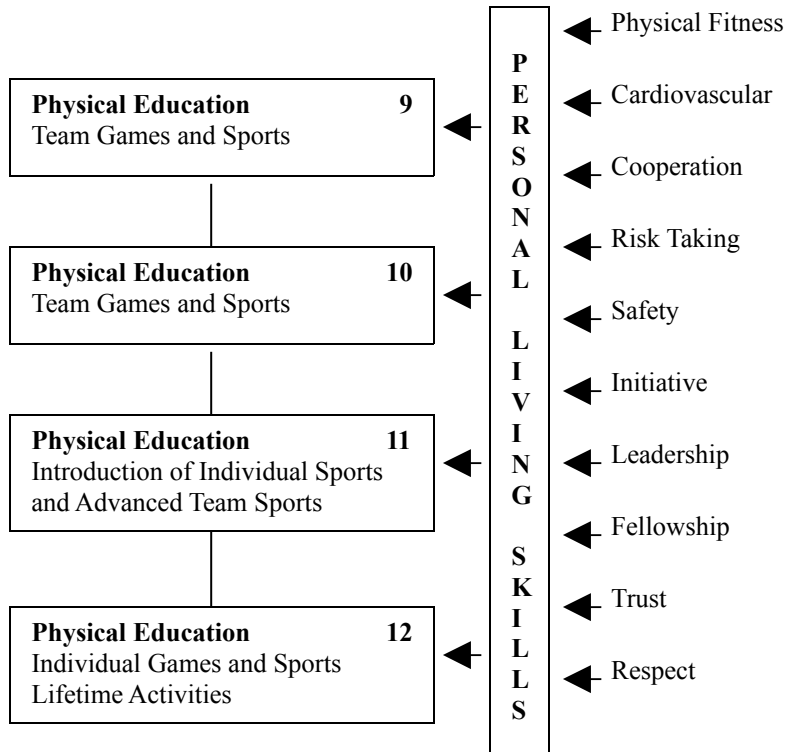 Physical Education 9
Team Games and Sports
Physical Education 10
Team Games and Sports
Physical Education 11
Introduction of Individual Sports
and Advanced Team Sports
Physical Education 12
Individual Games and Sports
Lifetime Activities
PERSONAL LIVING SKILLS
Physical Fitness
Cardiovascular
Cooperation
Risk Taking
Safety
Initiative
Leadership
Fellowship
Trust
Respect